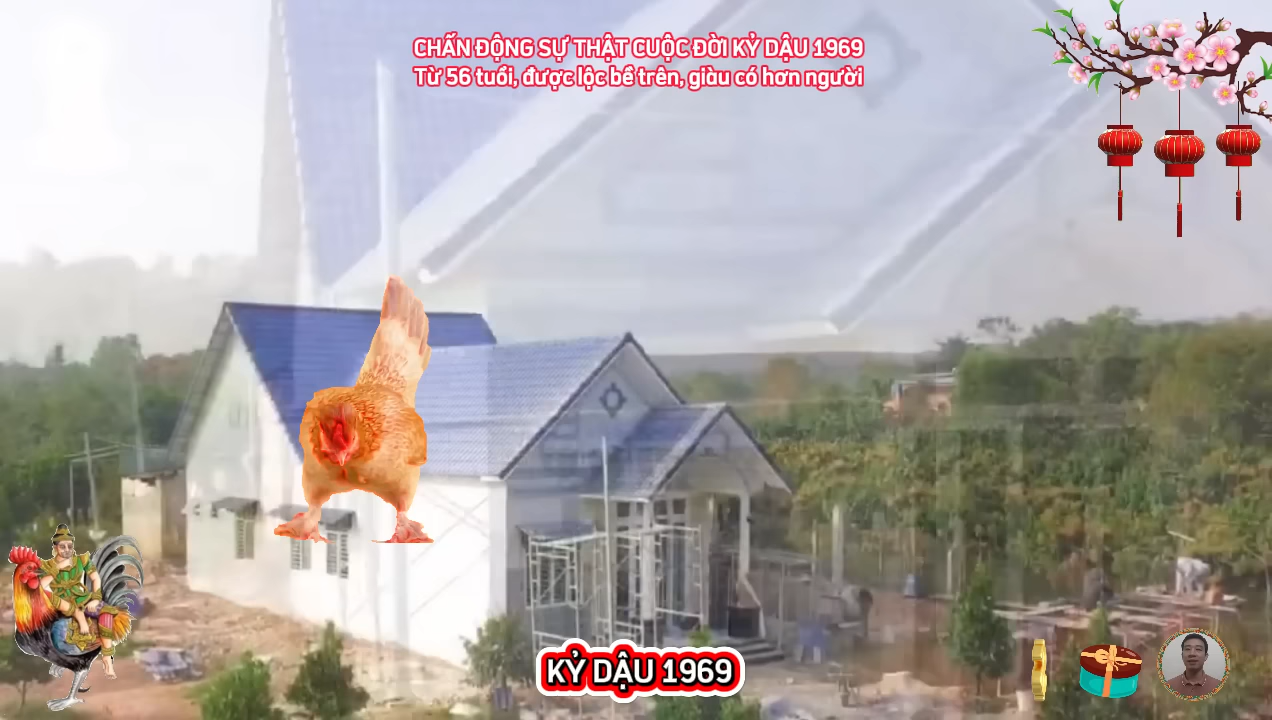 CHẤN ĐỘNG SỰ THẬT CUỘC ĐỜI KỶ DẬU 1969
Từ 56 tuổi, được lộc bề trên, giàu có hơn người
KỶ DẬU 1969